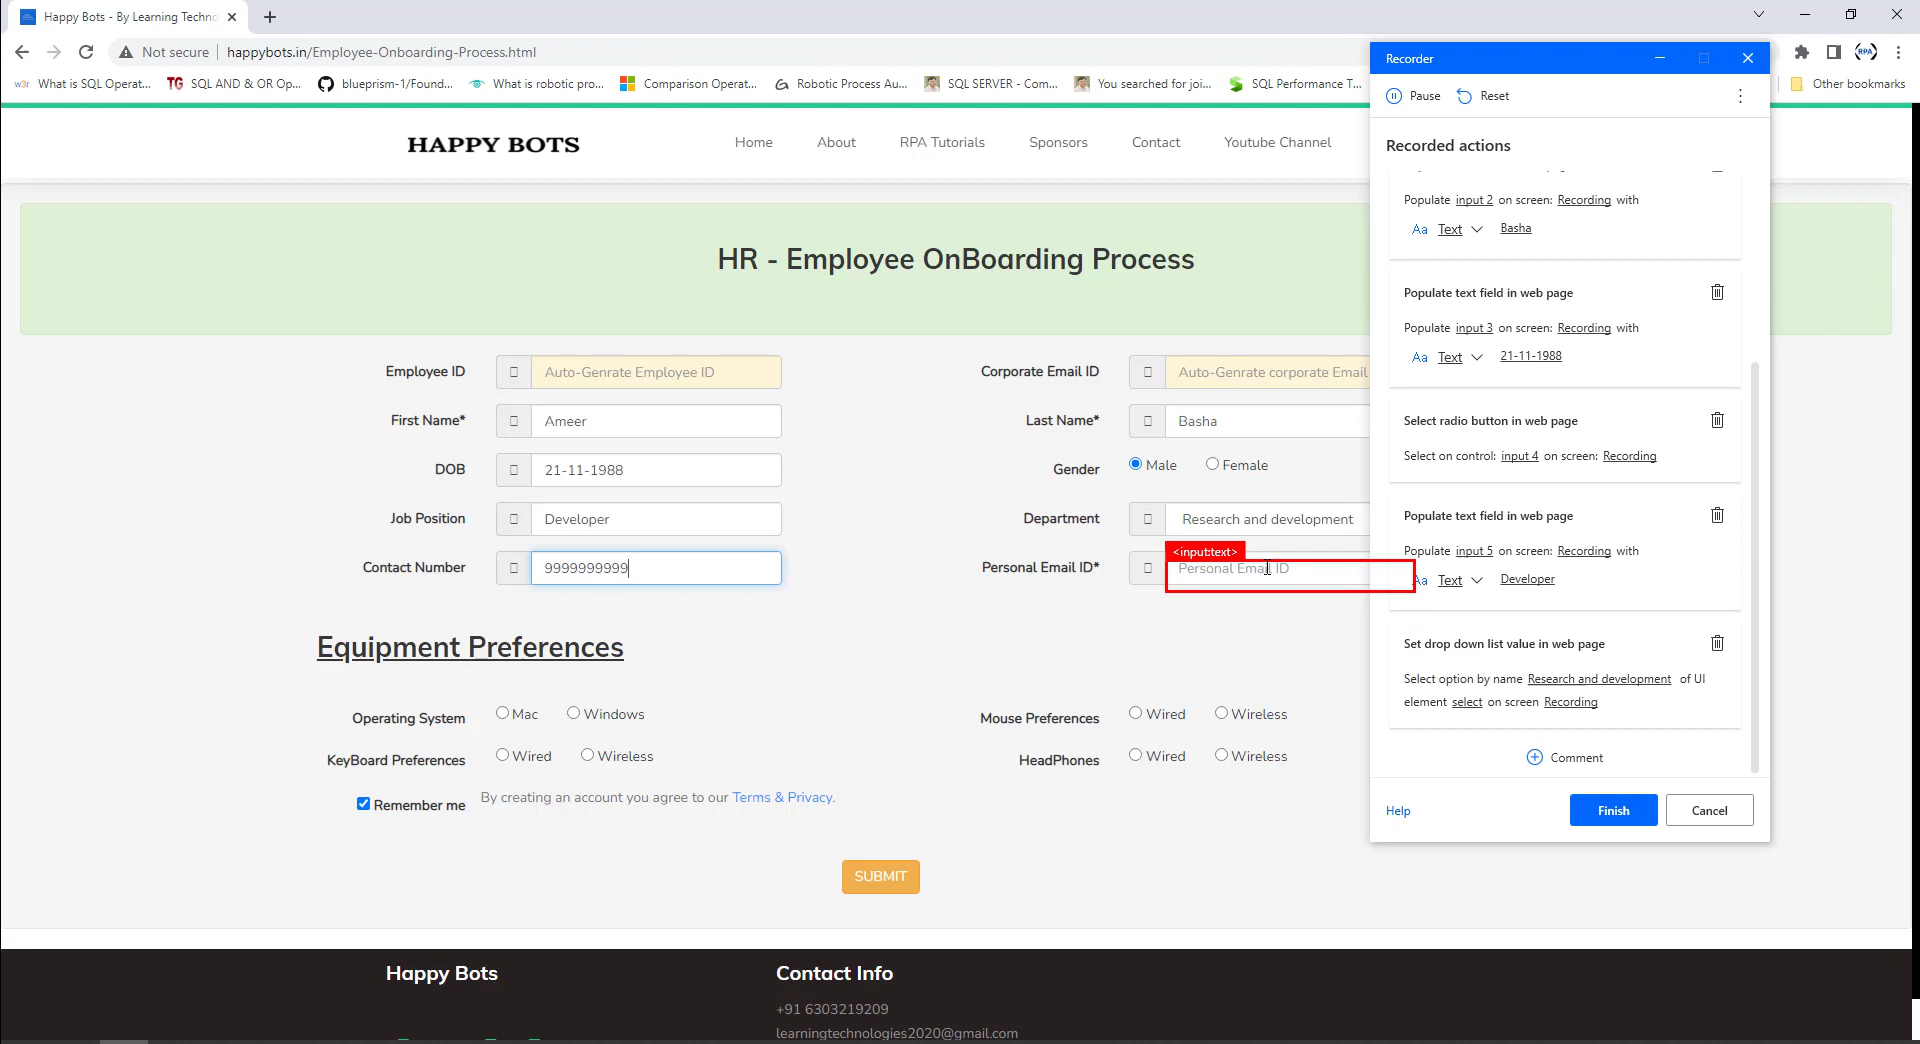 Happy Bots - By Learning Techno
Not secure
happybots.in/Employee-Onboarding-Process.html
What is SQL Operat...
SQL AND & OR Op...
blueprism-1/Found...
What is robotic pro...
Comparison Operat...
Robotic Process Au...
SQL SERVER - Com...
You searched for joi...
SQL Performance T...
Other bookmarks
HAPPY BOTS
Home
About
RPA Tutorials
Sponsors
Contact
Youtube Channel
HR - Employee OnBoarding Process
Employee ID
Auto-Genrate Employee ID
Corporate Email ID
Auto-Genrate corporate Email
First Name*
Ameer
Last Name*
Basha
DOB
21-11-1988
Gender
Male
Female
Job Position
Developer
Department
Research and development
Contact Number
9999999999
Personal Email ID*
<input:text>
Personal Email ID
Equipment Preferences
Operating System
Mac
Windows
Mouse Preferences
Wired
Wireless
KeyBoard Preferences
Wired
Wireless
HeadPhones
Wired
Wireless
Remember me
By creating an account you agree to our Terms & Privacy.
SUBMIT
Happy Bots
Contact Info
+91 6303219209
learningtechnologies2020@gmail.com
Recorder
Pause
Reset
Recorded actions
Populate input 2 on screen: Recording with
Aa Text Basha
Populate text field in web page
Populate input 3 on screen: Recording with
Aa Text 21-11-1988
Select radio button in web page
Select on control: input 4 on screen: Recording
Populate text field in web page
Populate input 5 on screen: Recording with
Aa Text Developer
Set drop down list value in web page
Select option by name Research and development of UI
element select on screen Recording
Comment
Help
Finish
Cancel